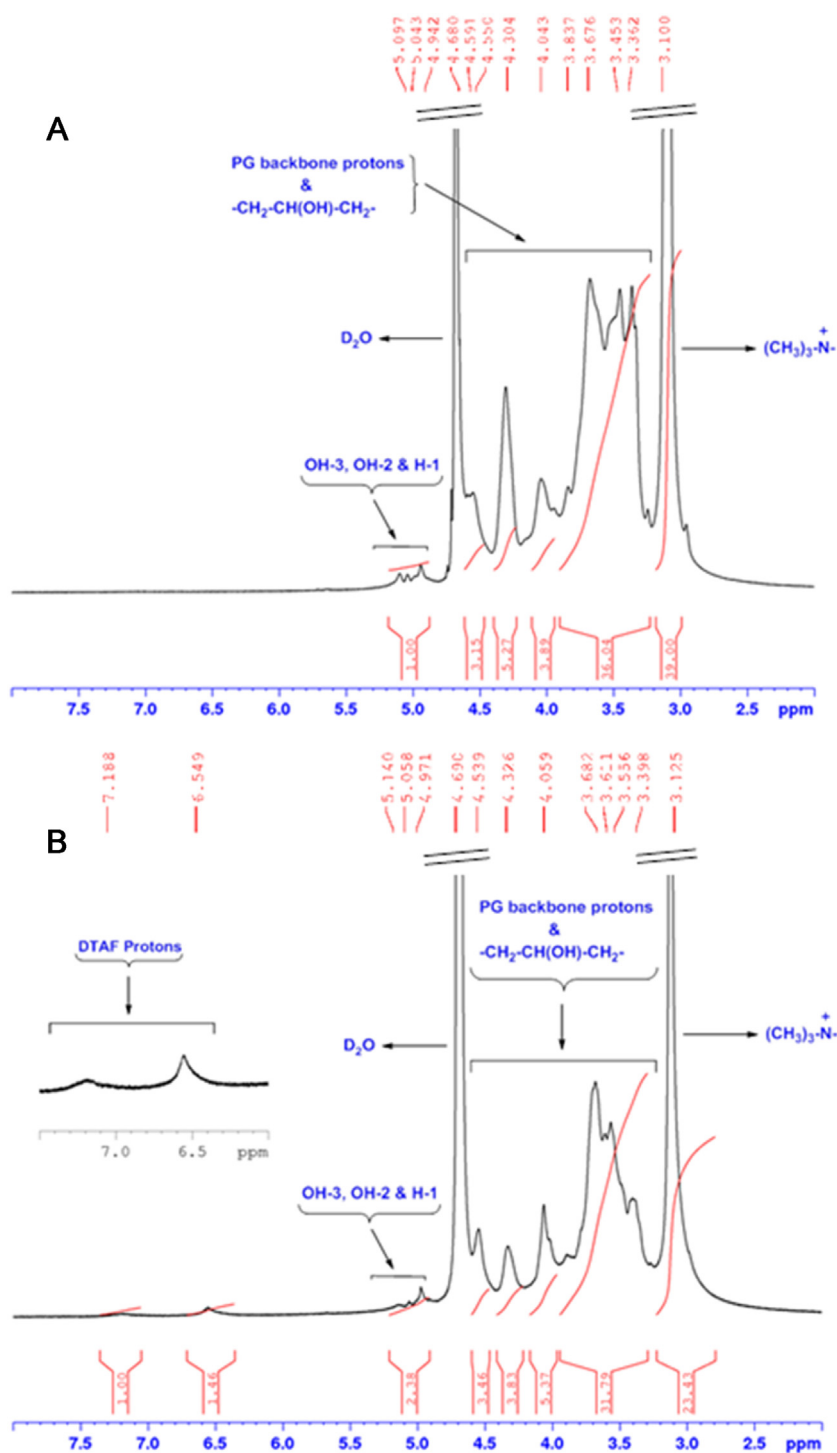 5.097
5.043
4.942
4.680
4.591
4.550
4.304
4.043
3.837
3.676
3.453
3.362
3.100
A
PG backbone protons
&
-CH₂-CH(OH)-CH₂-
D₂O
(CH₃)₃-N⁺-
OH-3, OH-2 & H-1
1.00
3.15
5.27
3.89
36.04
39.00
7.5 7.0 6.5 6.0 5.5 5.0 4.5 4.0 3.5 3.0 2.5 ppm
7.188
6.549
5.140
5.058
4.971
4.690
4.539
4.326
4.059
3.682
3.611
3.556
3.398
3.125
B
PG backbone protons
&
-CH₂-CH(OH)-CH₂-
DTAF Protons
D₂O
(CH₃)₃-N⁺-
7.0 6.5 ppm
OH-3, OH-2 & H-1
1.00
1.46
2.38
3.46
3.83
5.37
31.79
7.5 7.0 6.5 6.0 5.5 5.0 4.5 4.0 3.5 3.0 2.5 ppm